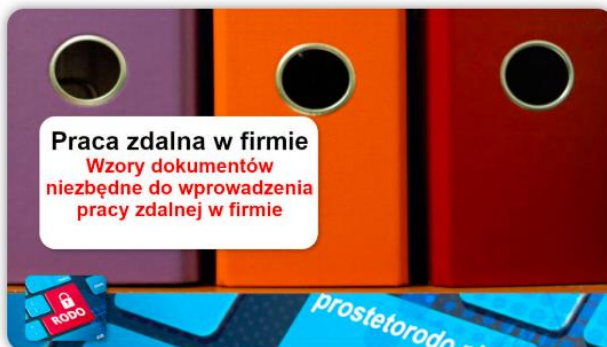 Praca zdalna w firmie
Wzory dokumentów
niezbędne do wprowadzenia
pracy zdalnej w firmie
RODO
prostetorodo